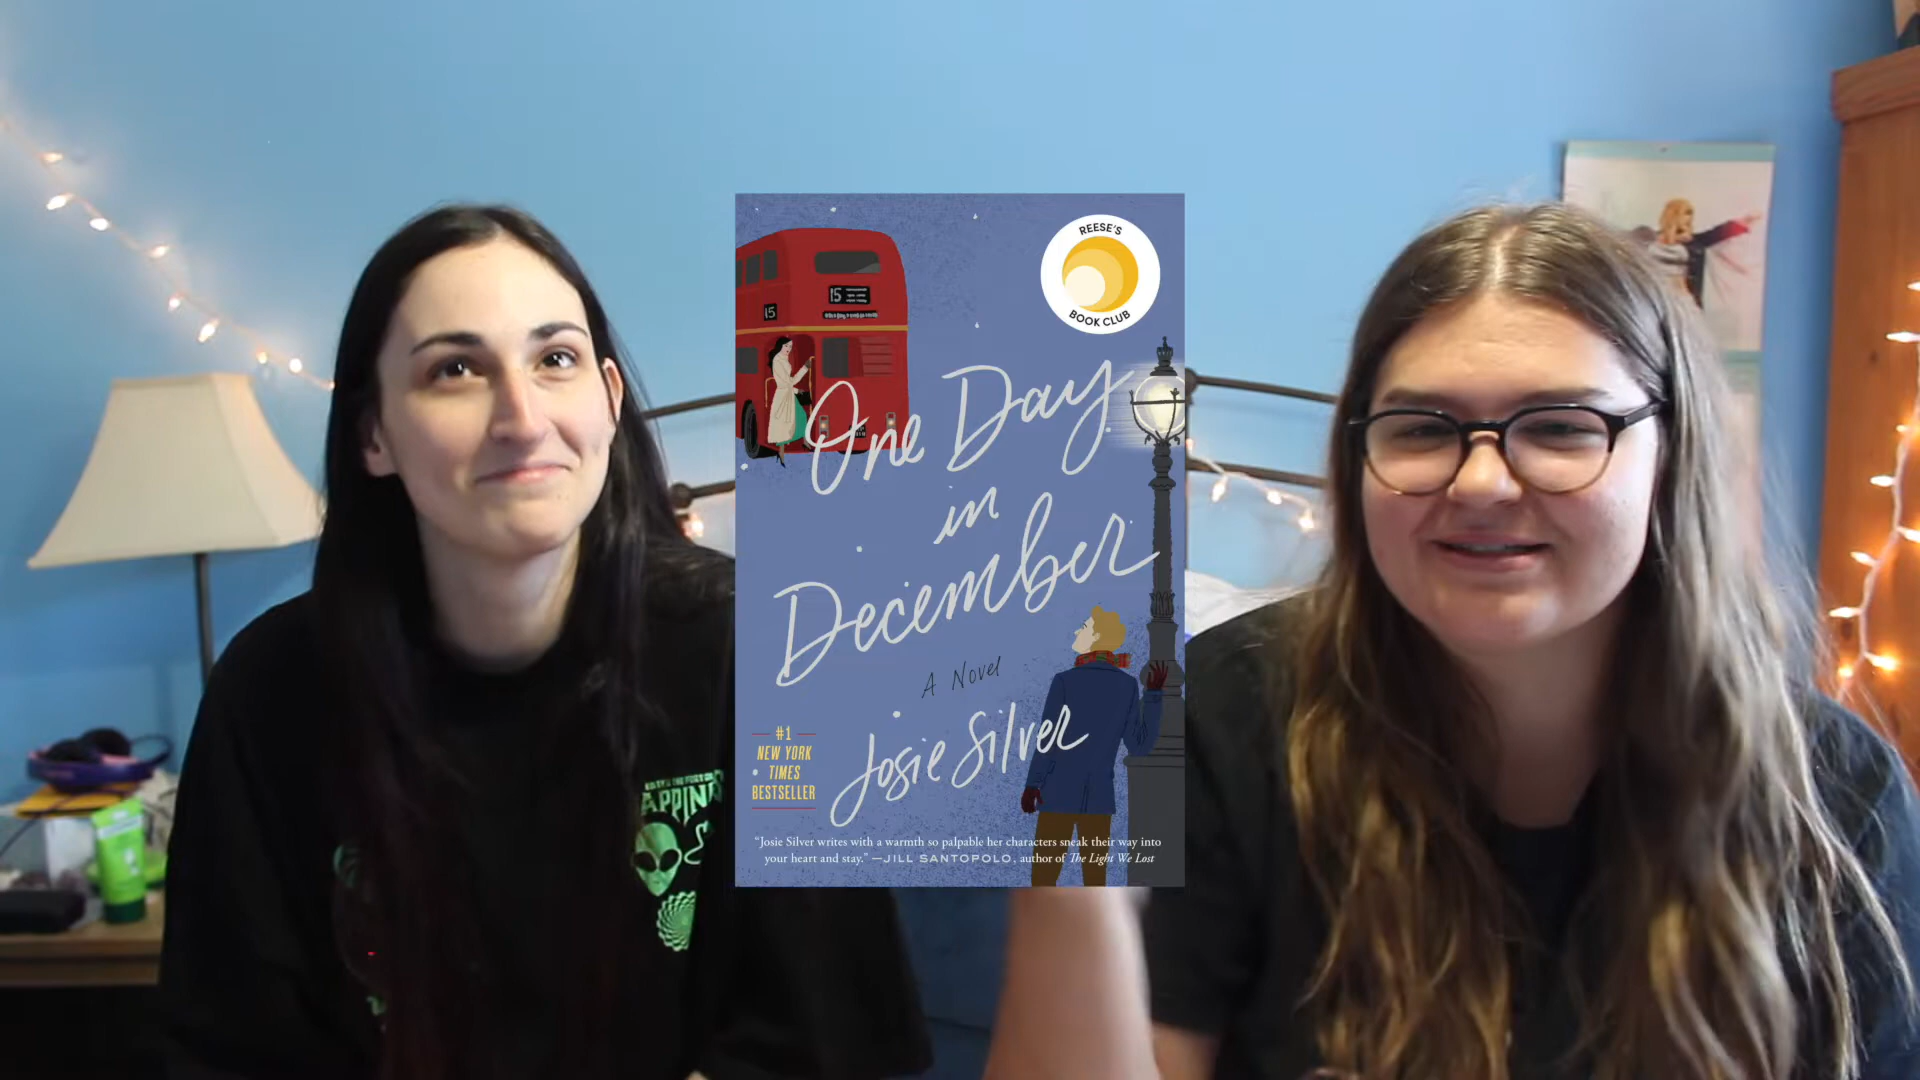 REESE'S
BOOK CLUB
15
15
One Day
in
December
A Novel
Josie Silver
#1
NEW YORK
TIMES
BESTSELLER
APPING
"Josie Silver writes with a warmth so palpable her characters sneak their way into
your heart and stay." —JILL SANTOPOLO, author of The Light We Lost